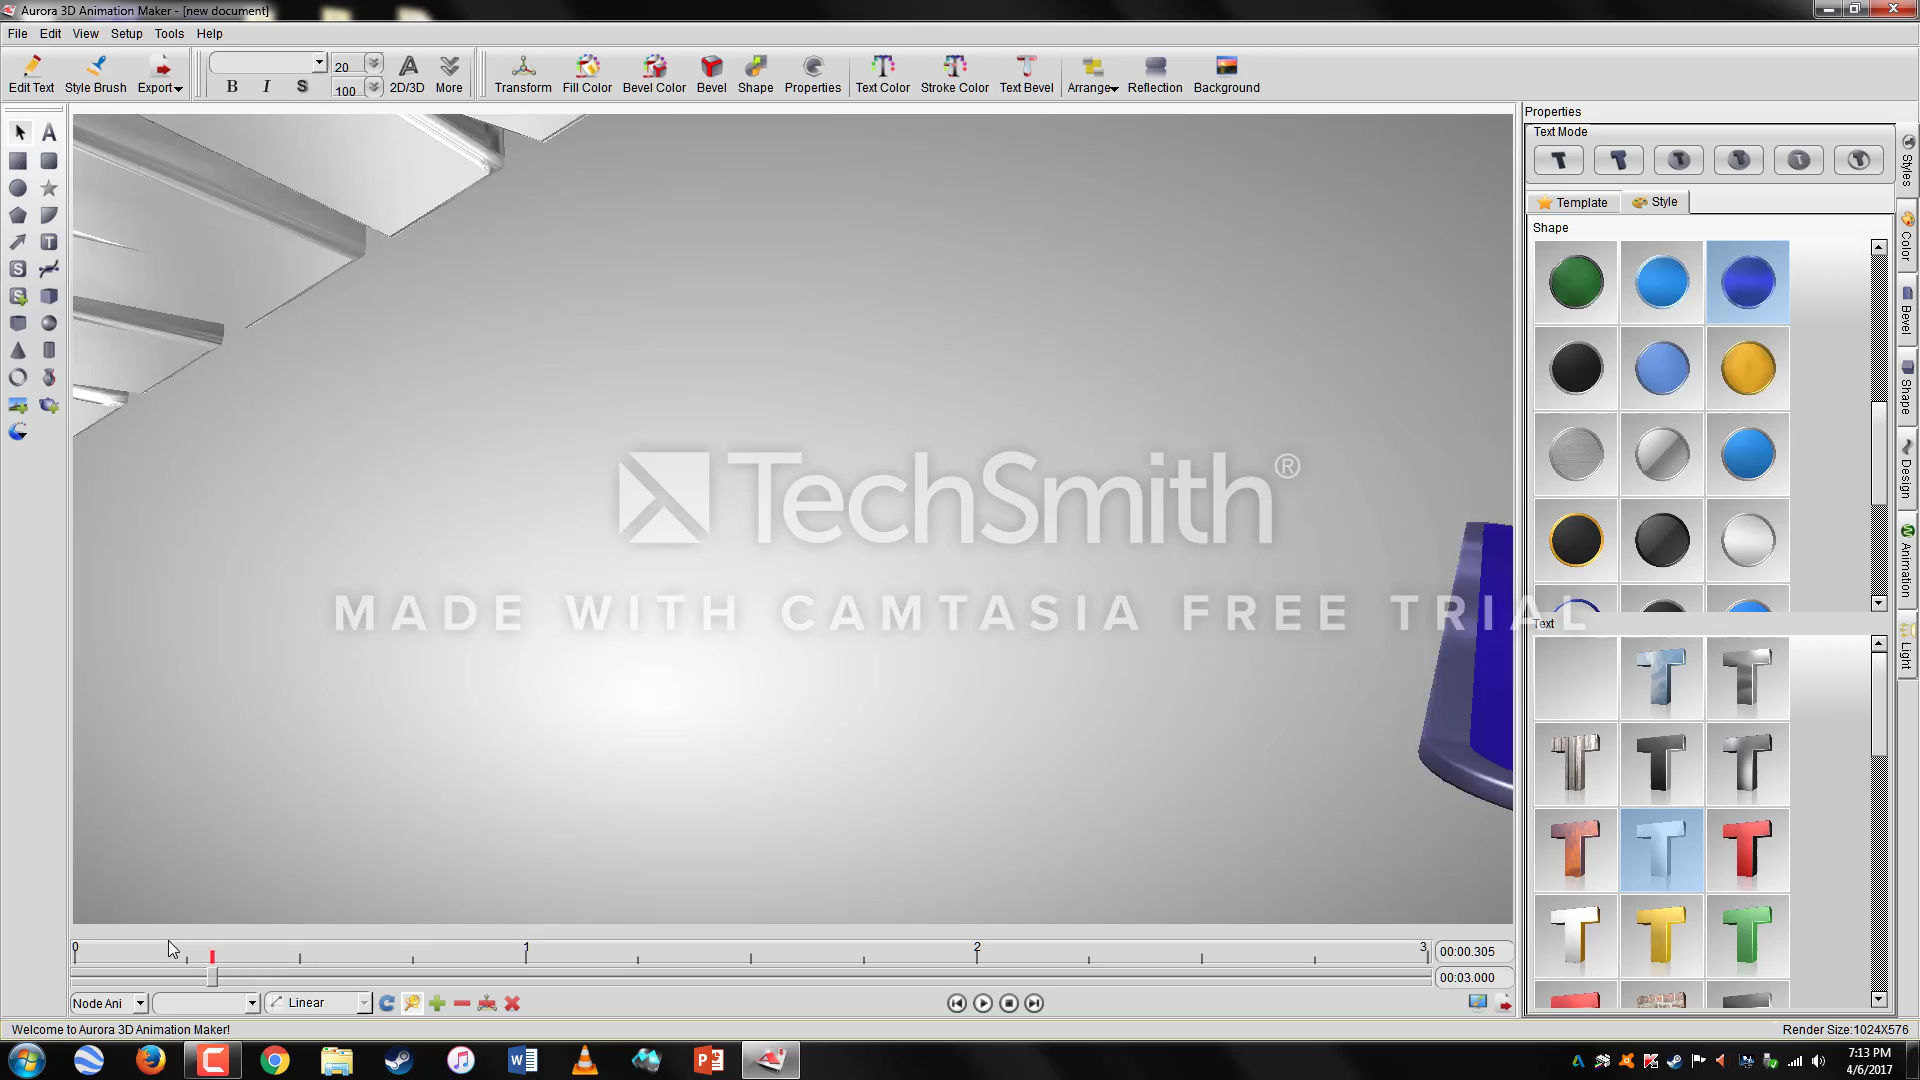 Aurora 3D Animation Maker - [new document]
File Edit View Setup Tools Help
20
100
B I S
Edit Text Style Brush Export 2D/3D More Transform Fill Color Bevel Color Bevel Shape Properties Text Color Stroke Color Text Bevel Arrange Reflection Background
Properties
Text Mode
Template Style
Shape
Styles
Color
Bevel
Shape
Design
Animation
Light
TechSmith®
MADE WITH CAMTASIA FREE TRIAL
Text
0 1 2 3
00:00.305
00:03.000
Node Ani Linear
Welcome to Aurora 3D Animation Maker!
Render Size:1024X576
7:13 PM
4/6/2017